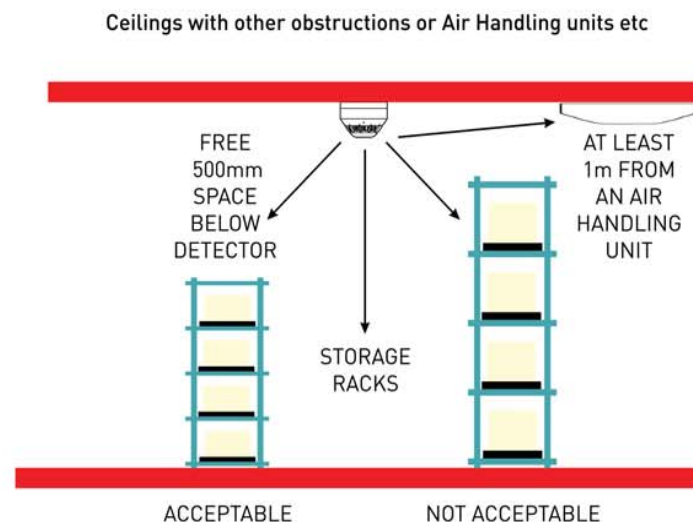 Ceilings with other obstructions or Air Handling units etc
FREE
500mm
SPACE
BELOW
DETECTOR
AT LEAST
1m FROM
AN AIR
HANDLING
UNIT
STORAGE
RACKS
ACCEPTABLE
NOT ACCEPTABLE